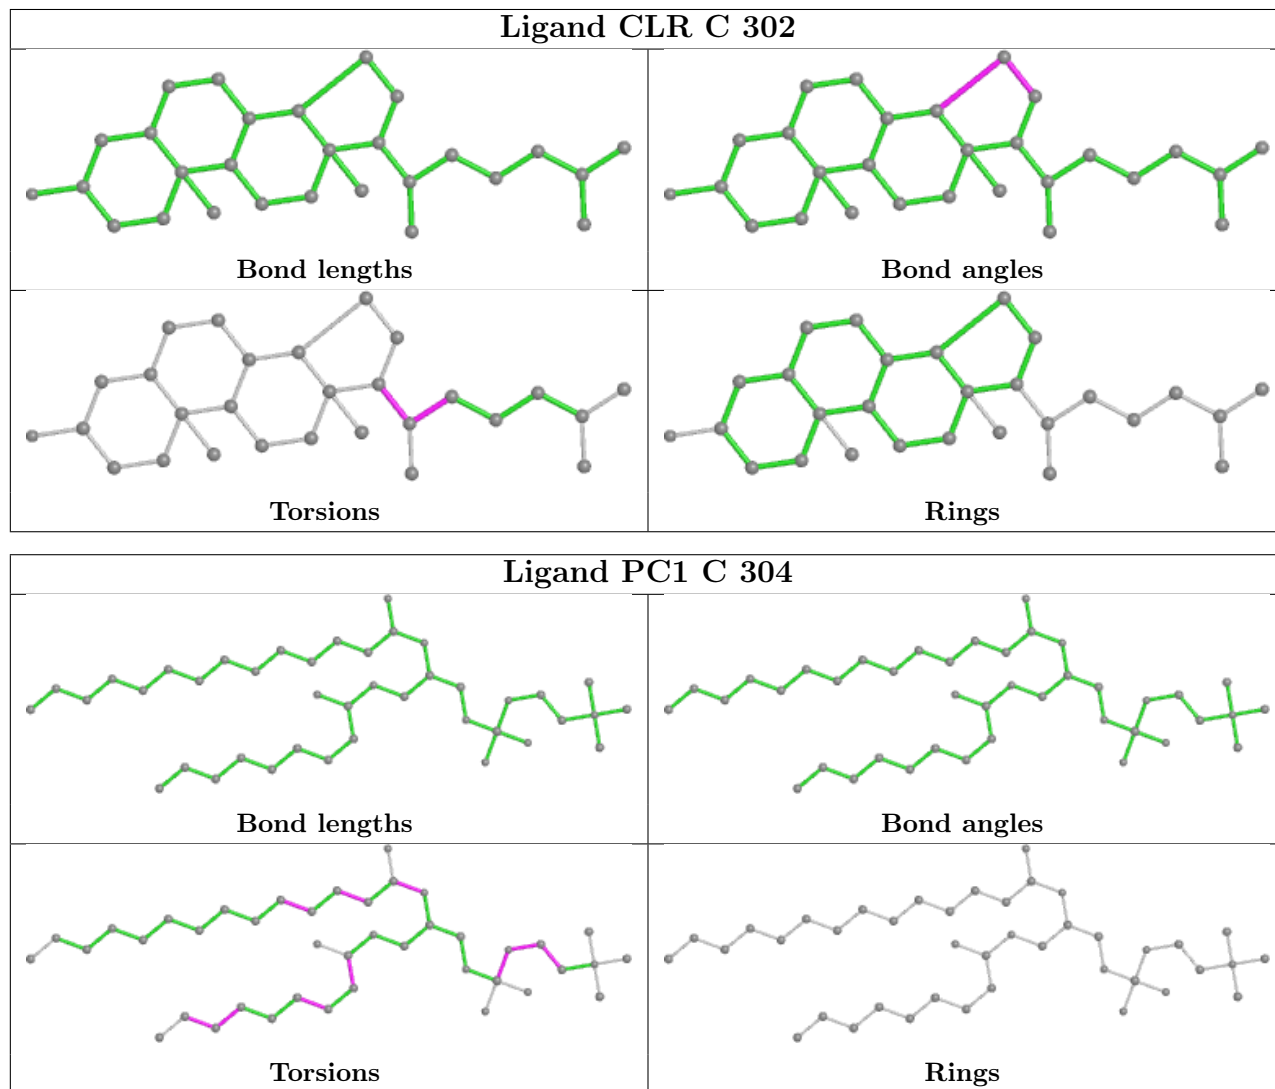 Ligand CLR C 302
Bond lengths
Bond angles
Torsions
Rings
Ligand PC1 C 304
Bond lengths
Bond angles
Torsions
Rings